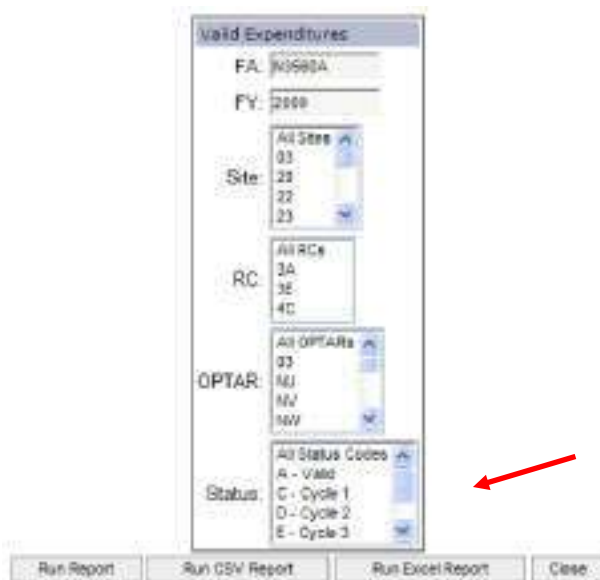 Valid Expenditures
FA:
FY:
Site:
All Sites
03
20
22
23
RC:
All RCs
3A
3E
4C
OPTAR:
All OPTARs
03
NU
NV
NW
Status:
All Status Codes
A - Valid
C - Cycle 1
D - Cycle 2
E - Cycle 3
Run Report
Run CSV Report
Run Excel Report
Close